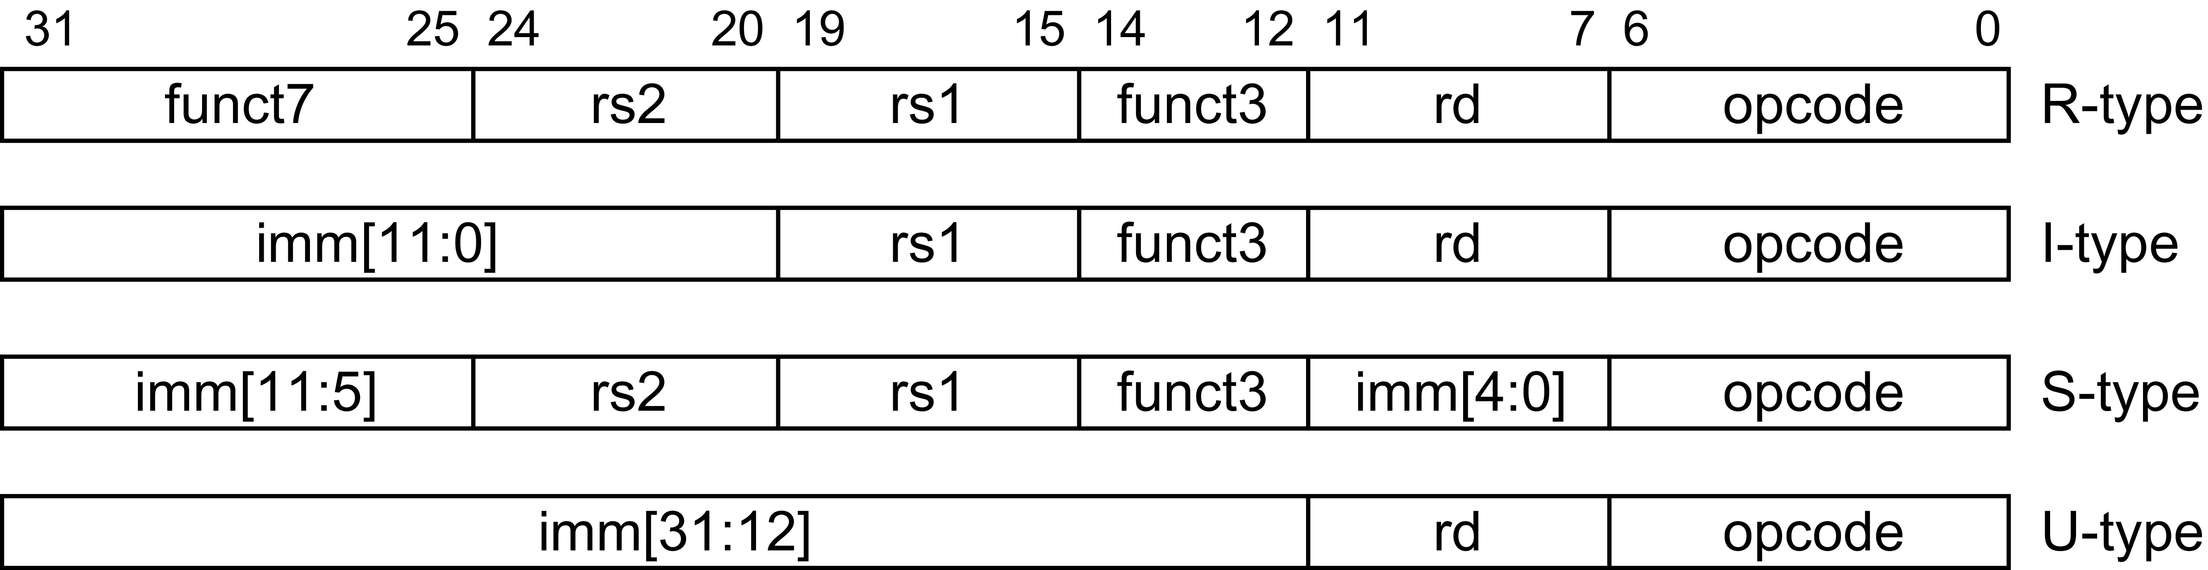 31 25 24 20 19 15 14 12 11 7 6 0
funct7 rs2 rs1 funct3 rd opcode R-type
imm[11:0] rs1 funct3 rd opcode I-type
imm[11:5] rs2 rs1 funct3 imm[4:0] opcode S-type
imm[31:12] rd opcode U-type